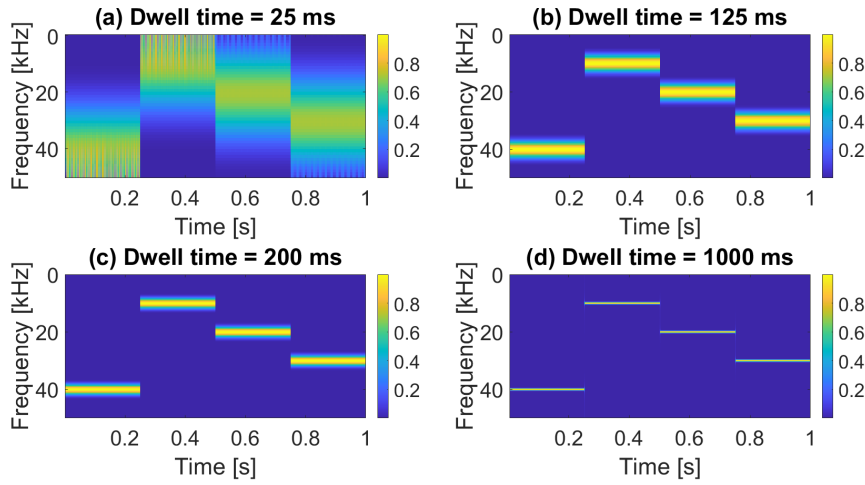 (a) Dwell time = 25 ms
Frequency [kHz]
0
20
40
0.2 0.4 0.6 0.8 1
Time [s]
0.8
0.6
0.4
0.2
(b) Dwell time = 125 ms
Frequency [kHz]
0
20
40
0.2 0.4 0.6 0.8 1
Time [s]
0.8
0.6
0.4
0.2
(c) Dwell time = 200 ms
Frequency [kHz]
0
20
40
0.2 0.4 0.6 0.8 1
Time [s]
0.8
0.6
0.4
0.2
(d) Dwell time = 1000 ms
Frequency [kHz]
0
20
40
0.2 0.4 0.6 0.8 1
Time [s]
0.8
0.6
0.4
0.2